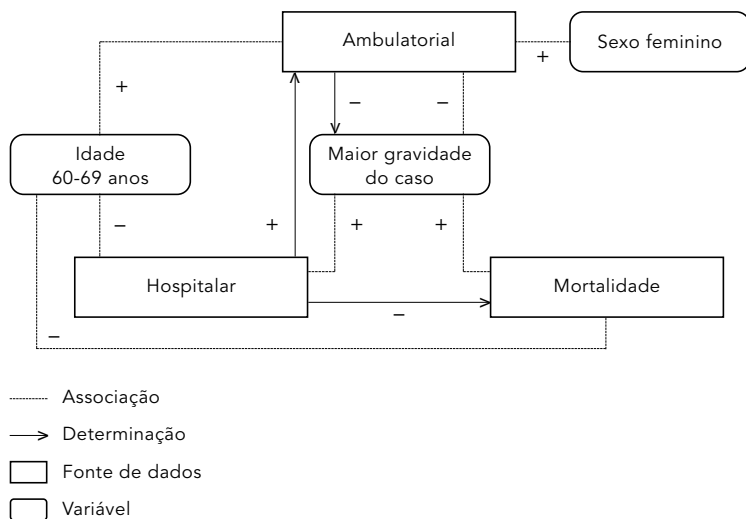 Ambulatorial
Sexo feminino
+
+
–
–
Idade
60-69 anos
Maior gravidade
do caso
–
+
+
+
Hospitalar
Mortalidade
–
–
Associação
Determinação
Fonte de dados
Variável